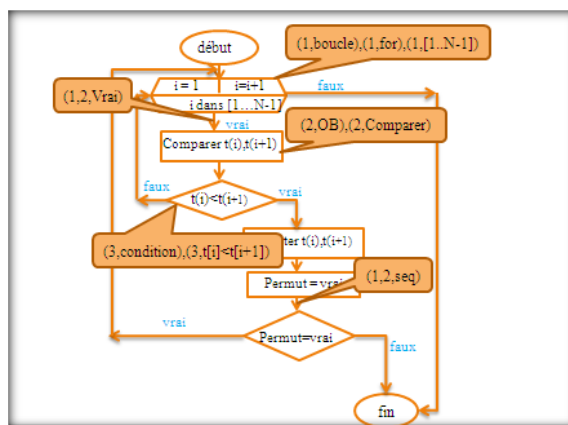 début
(1,boucle),(1,for),(1,[1..N-1])
i = 1 i=i+1
faux
(1,2,Vrai)
i dans [1...N-1]
vrai
(2,OB),(2,Comparer)
Comparer t(i),t(i+1)
faux
vrai
t(i)<t(i+1)
t(i),t(i+1)
(3,condition),(3,t[i]<t[i+1])
(1,2,seq)
Permut = vrai
vrai
Permut=vrai
faux
fin